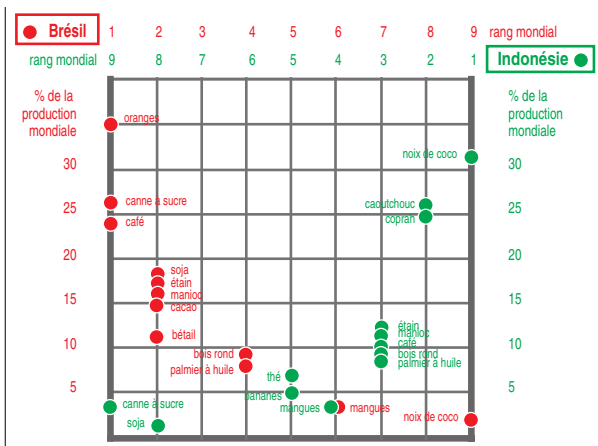 Brésil 1 2 3 4 5 6 7 8 9 rang mondial
rang mondial 9 8 7 6 5 4 3 2 1 Indonésie
% de la
production
mondiale
% de la
production
mondiale
oranges
noix de coco
30 30
canne à sucre
caoutchouc
25 25
café
coprah
20 20
soja
étain
manioc
15 15
cacao
étain
bétail
manioc
café
10 10
bois rond
bois rond
palmier à huile
palmier à huile
thé
5 5
bananes
canne à sucre
mangues
mangues
noix de coco
soja